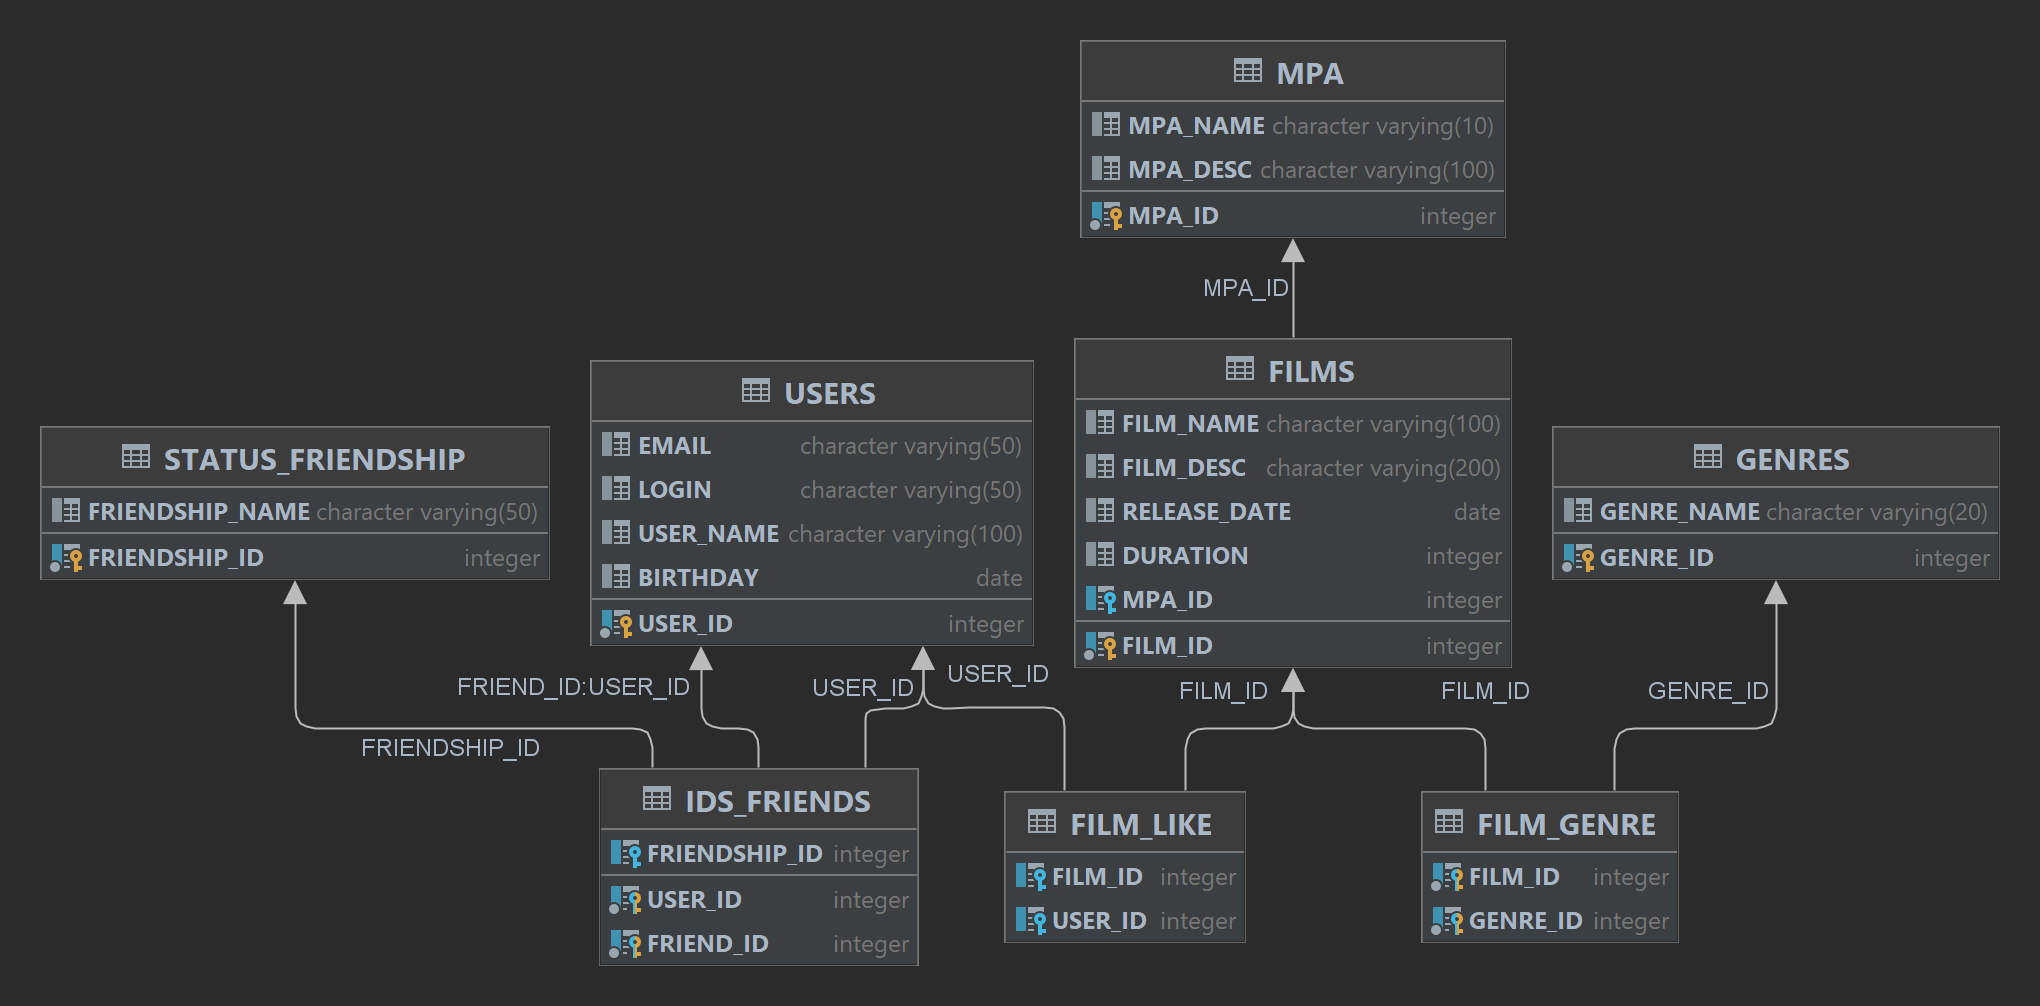 MPA
MPA_NAME character varying(10)
MPA_DESC character varying(100)
MPA_ID integer
MPA_ID
FILMS
FILM_NAME character varying(100)
FILM_DESC character varying(200)
RELEASE_DATE date
DURATION integer
MPA_ID integer
FILM_ID integer
USERS
EMAIL character varying(50)
LOGIN character varying(50)
USER_NAME character varying(100)
BIRTHDAY date
USER_ID integer
STATUS_FRIENDSHIP
FRIENDSHIP_NAME character varying(50)
FRIENDSHIP_ID integer
GENRES
GENRE_NAME character varying(20)
GENRE_ID integer
FRIEND_ID:USER_ID
USER_ID
USER_ID
FILM_ID
FILM_ID
GENRE_ID
FRIENDSHIP_ID
IDS_FRIENDS
FRIENDSHIP_ID integer
USER_ID integer
FRIEND_ID integer
FILM_LIKE
FILM_ID integer
USER_ID integer
FILM_GENRE
FILM_ID integer
GENRE_ID integer